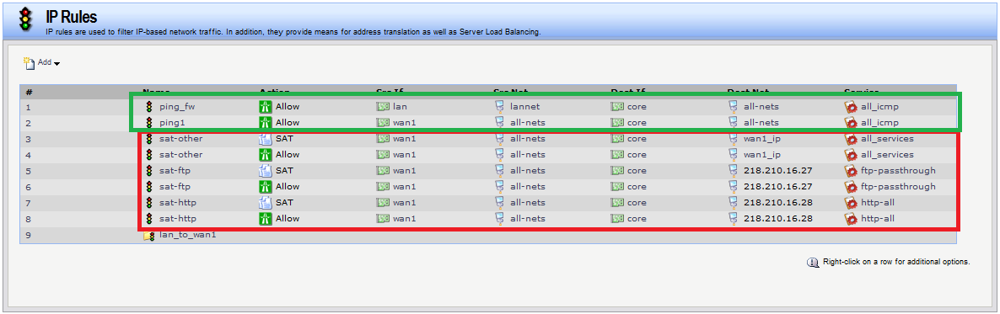 IP Rules
IP rules are used to filter IP-based network traffic. In addition, they provide means for address translation as well as Server Load Balancing.
Add
# Name Action Src If Src Net Dest If Dest Net Service
1 ping_fw Allow lan lannet core all-nets all_icmp
2 ping1 Allow wan1 all-nets core all-nets all_icmp
3 sat-other SAT wan1 all-nets core wan1_ip all_services
4 sat-other Allow wan1 all-nets core wan1_ip all_services
5 sat-ftp SAT wan1 all-nets core 218.210.16.27 ftp-passthrough
6 sat-ftp Allow wan1 all-nets core 218.210.16.27 ftp-passthrough
7 sat-http SAT wan1 all-nets core 218.210.16.28 http-all
8 sat-http Allow wan1 all-nets core 218.210.16.28 http-all
9 lan_to_wan1
Right-click on a row for additional options.